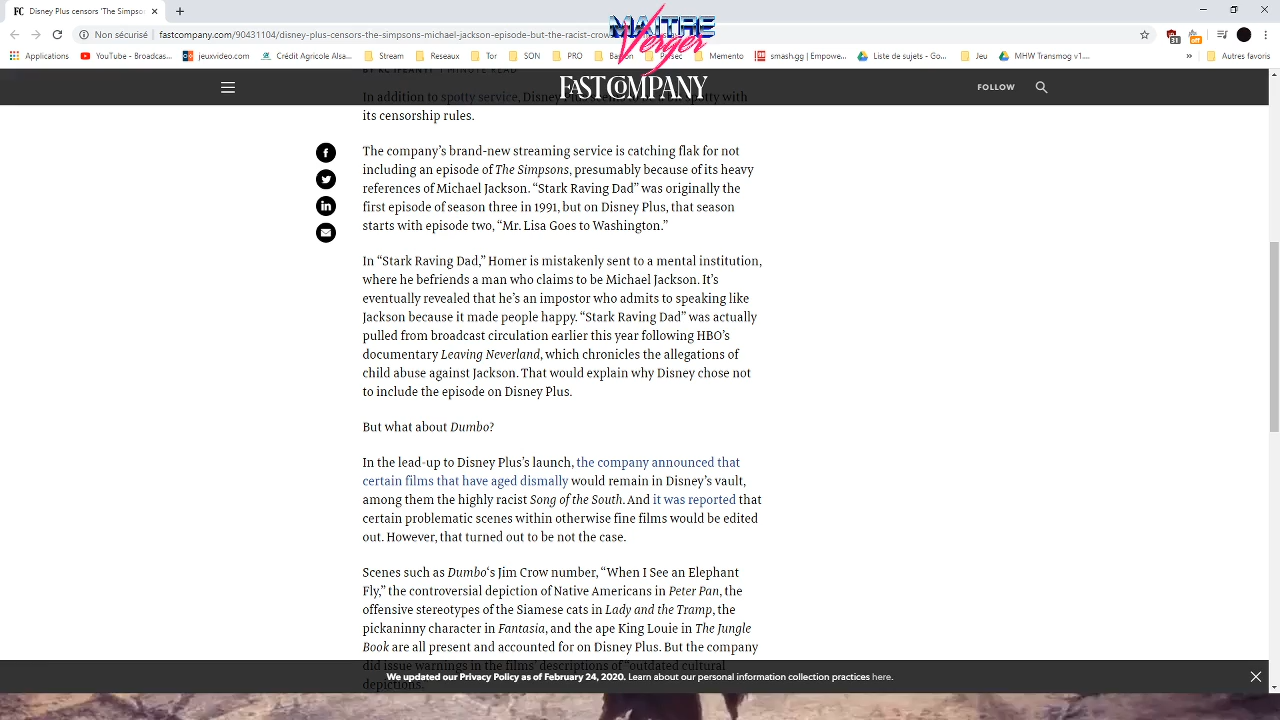 FC Disney Plus censors 'The Simpsons
Non sécurisé | fastcompany.com/90431104/disney-plus-censors-the-simpsons-michael-jackson-episode-but-the-racist-crow
MAITRE
Verger
Applications YouTube - Broadcas... jeuxvideo.com Crédit Agricole Alsa... Stream Reseaux Tor SON PRO Baston Psisec Memento smash.gg | Empower... Liste de sujets - Go... Jeu MHW Transmog v1.... » Autres favoris
1 MINUTE READ
FAST COMPANY
FOLLOW
In addition to spotty service, Disney with
its censorship rules.
The company's brand-new streaming service is catching flak for not
including an episode of The Simpsons, presumably because of its heavy
references of Michael Jackson. “Stark Raving Dad” was originally the
first episode of season three in 1991, but on Disney Plus, that season
starts with episode two, “Mr. Lisa Goes to Washington.”
In “Stark Raving Dad,” Homer is mistakenly sent to a mental institution,
where he befriends a man who claims to be Michael Jackson. It's
eventually revealed that he's an impostor who admits to speaking like
Jackson because it made people happy. “Stark Raving Dad” was actually
pulled from broadcast circulation earlier this year following HBO's
documentary Leaving Neverland, which chronicles the allegations of
child abuse against Jackson. That would explain why Disney chose not
to include the episode on Disney Plus.
But what about Dumbo?
In the lead-up to Disney Plus's launch, the company announced that
certain films that have aged dismally would remain in Disney's vault,
among them the highly racist Song of the South. And it was reported that
certain problematic scenes within otherwise fine films would be edited
out. However, that turned out to be not the case.
Scenes such as Dumbo‘s Jim Crow number, “When I See an Elephant
Fly,” the controversial depiction of Native Americans in Peter Pan, the
offensive stereotypes of the Siamese cats in Lady and the Tramp, the
pickaninny character in Fantasia, and the ape King Louie in The Jungle
Book are all present and accounted for on Disney Plus. But the company
did issue warnings in the films' descriptions of “outdated cultural
depictions.
We updated our Privacy Policy as of February 24, 2020. Learn about our personal information collection practices here.